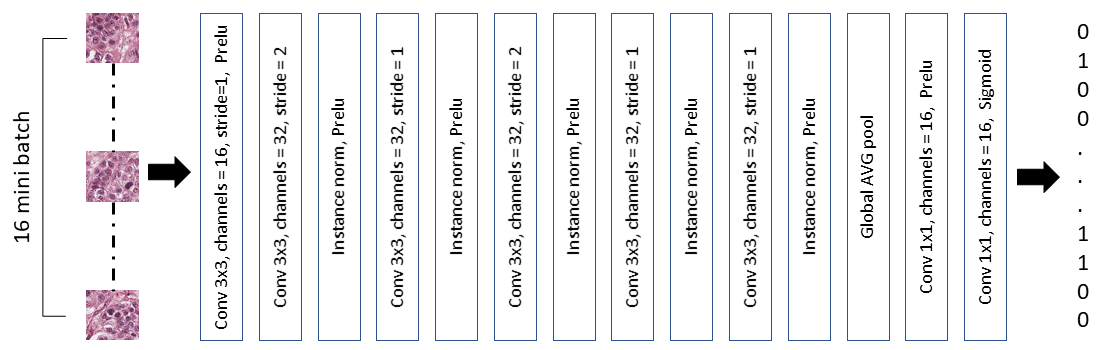 16 mini batch
Conv 3x3, channels = 16, stride=1, Prelu
Conv 3x3, channels = 32, stride = 2
Instance norm, Prelu
Conv 3x3, channels = 32, stride = 1
Instance norm, Prelu
Conv 3x3, channels = 32, stride = 2
Instance norm, Prelu
Conv 3x3, channels = 32, stride = 1
Instance norm, Prelu
Conv 3x3, channels = 32, stride = 1
Instance norm, Prelu
Global AVG pool
Conv 1x1, channels = 16, Prelu
Conv 1x1, channels = 16, Sigmoid
0
1
0
0
.
.
.
1
1
0
0